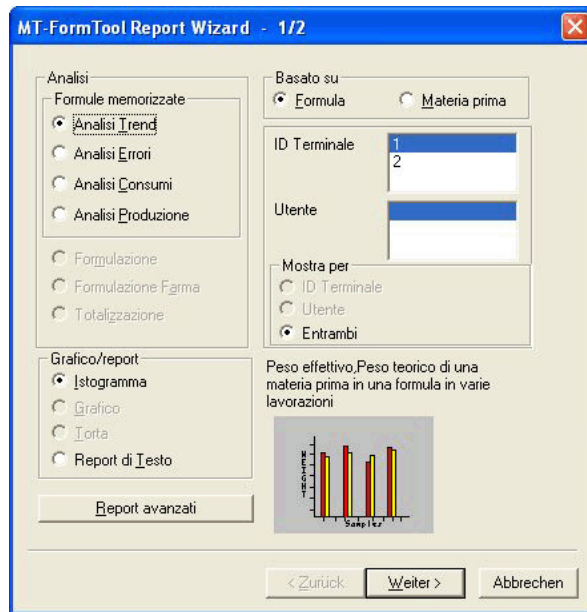 MT-FormTool Report Wizard - 1/2
Analisi
Formule memorizzate
Analisi Trend
Analisi Errori
Analisi Consumi
Analisi Produzione
Formulazione
Formulazione Farma
Totalizzazione
Grafico/report
Istogramma
Grafico
Torta
Report di Testo
Report avanzati
Basato su
Formula
Materia prima
ID Terminale
1
2
Utente
Mostra per
ID Terminale
Utente
Entrambi
Peso effettivo,Peso teorico di una
materia prima in una formula in varie
lavorazioni
WEIGHT
Samples
< Zurück
Weiter >
Abbrechen